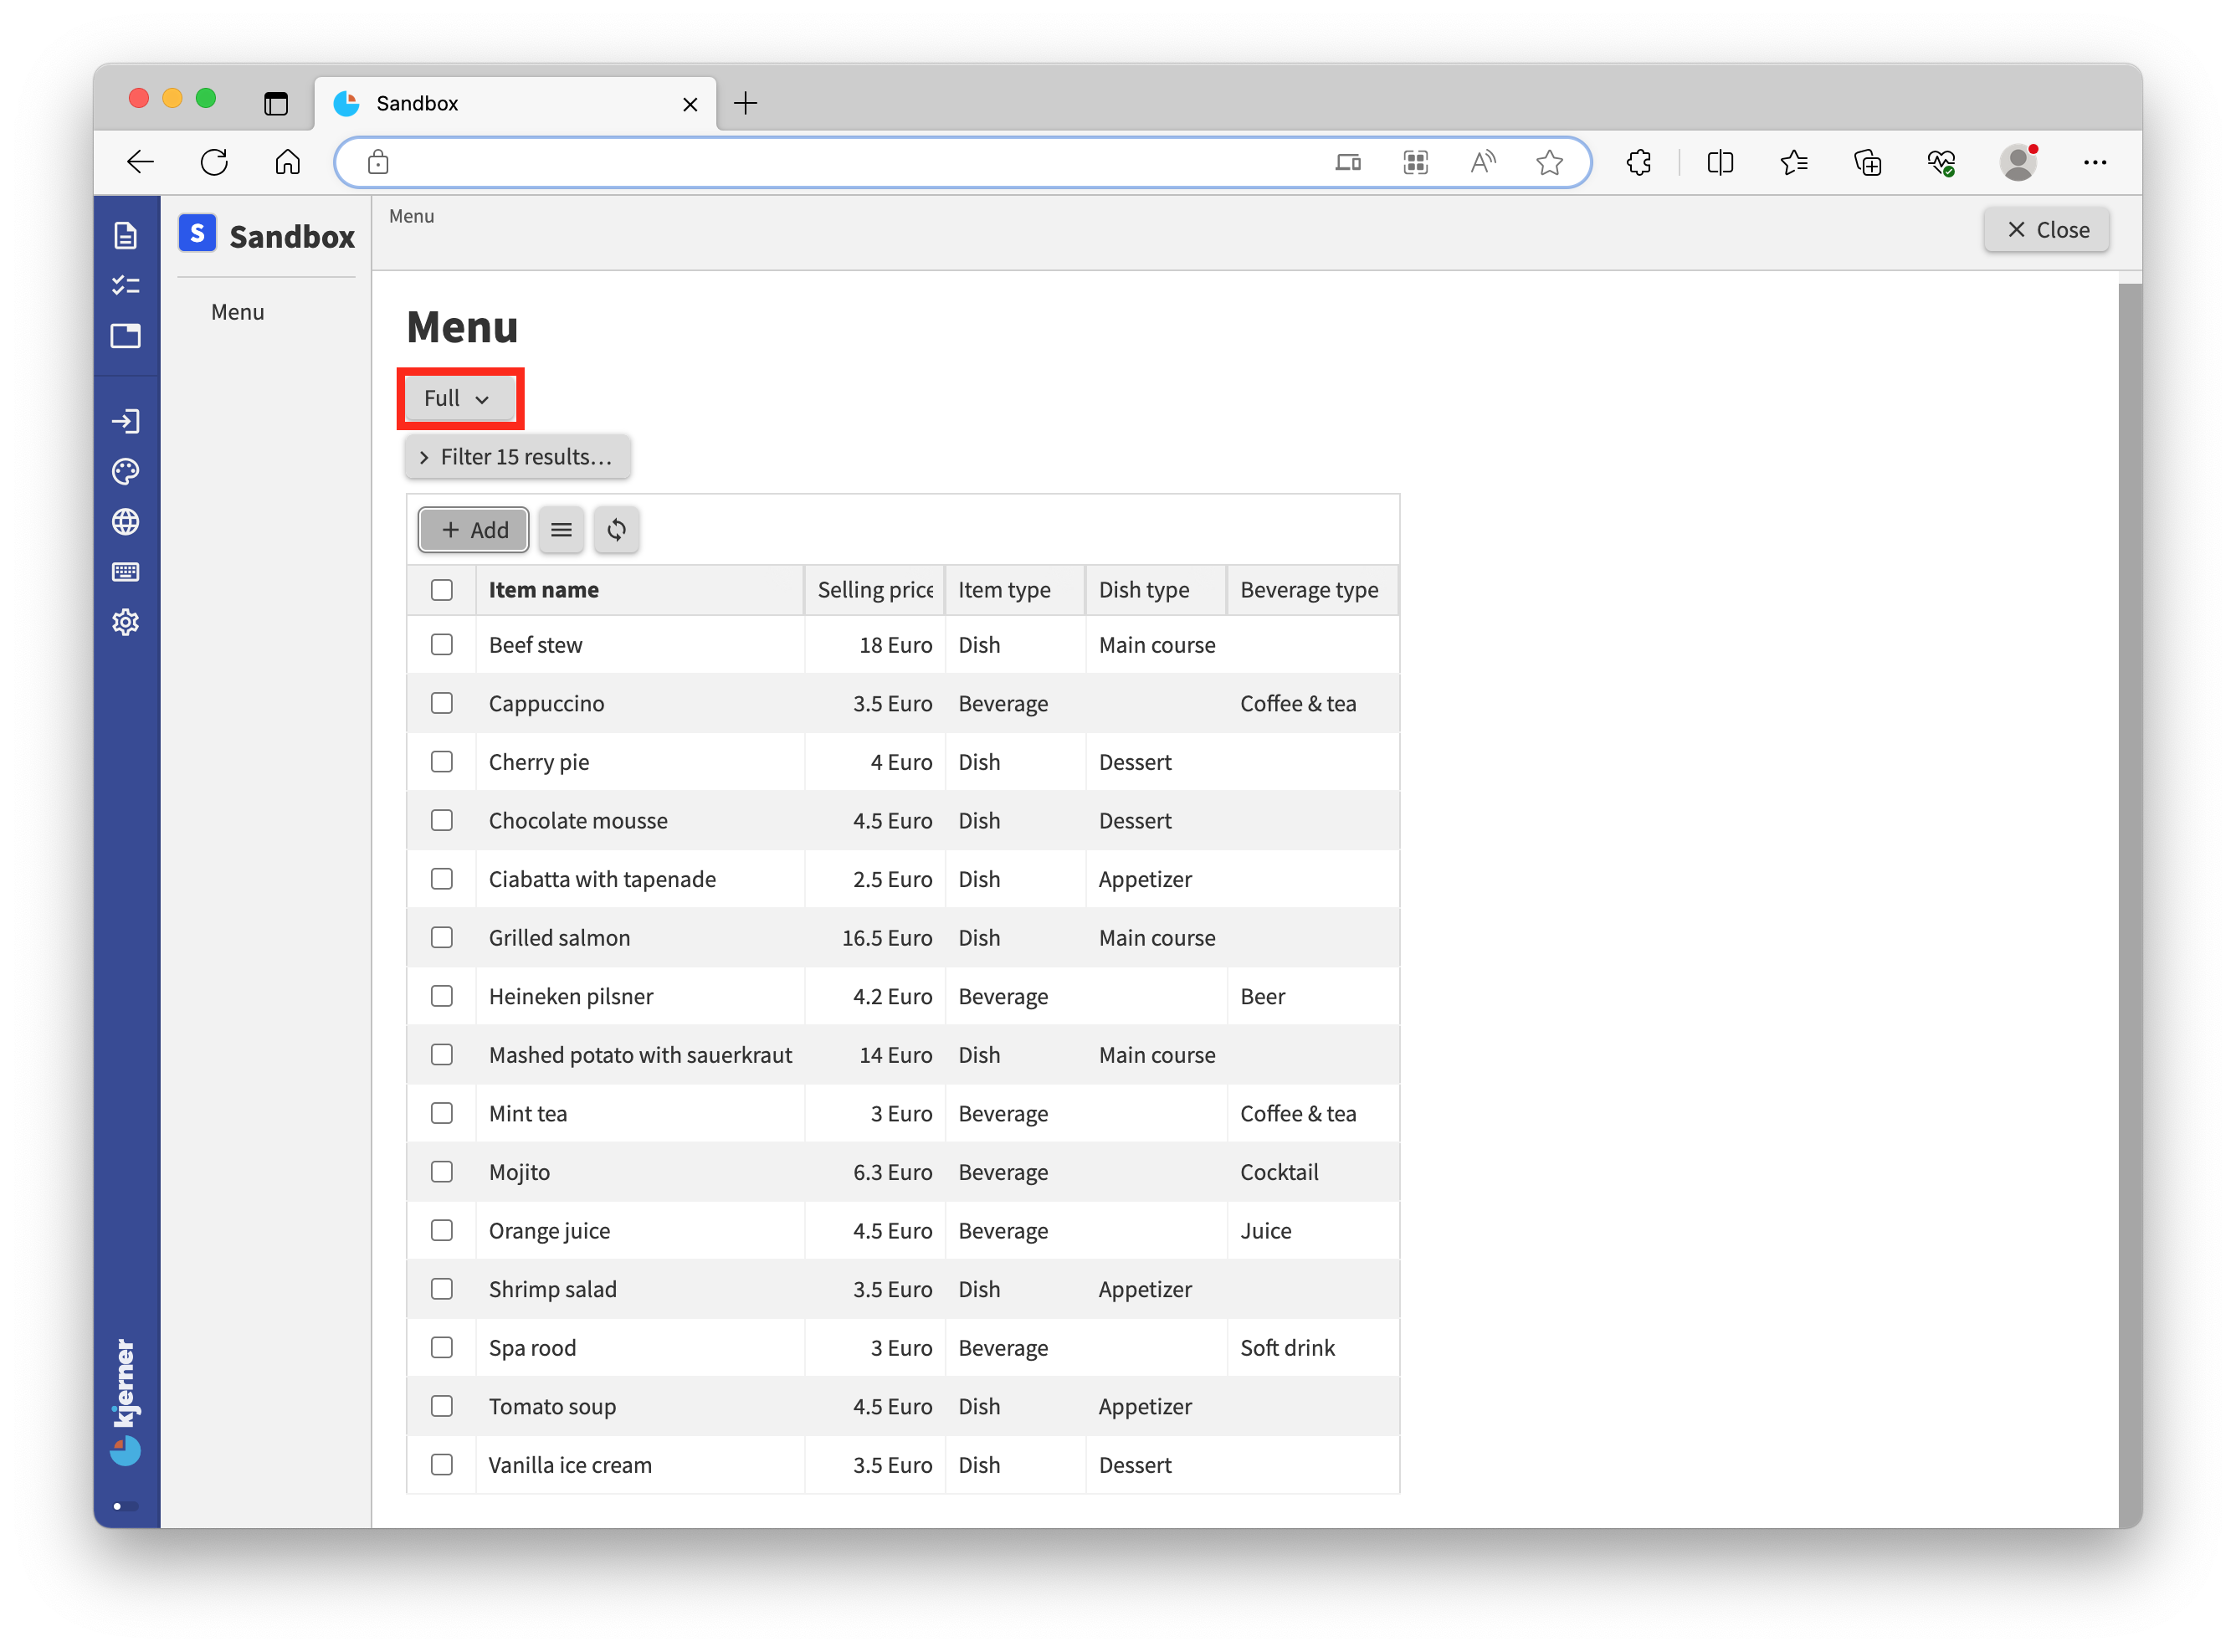 Sandbox
S Sandbox
Menu
Menu
Close
Menu
Full
Filter 15 results...
Add
Item name Selling price Item type Dish type Beverage type
Beef stew 18 Euro Dish Main course
Cappuccino 3.5 Euro Beverage Coffee & tea
Cherry pie 4 Euro Dish Dessert
Chocolate mousse 4.5 Euro Dish Dessert
Ciabatta with tapenade 2.5 Euro Dish Appetizer
Grilled salmon 16.5 Euro Dish Main course
Heineken pilsner 4.2 Euro Beverage Beer
Mashed potato with sauerkraut 14 Euro Dish Main course
Mint tea 3 Euro Beverage Coffee & tea
Mojito 6.3 Euro Beverage Cocktail
Orange juice 4.5 Euro Beverage Juice
Shrimp salad 3.5 Euro Dish Appetizer
Spa rood 3 Euro Beverage Soft drink
Tomato soup 4.5 Euro Dish Appetizer
Vanilla ice cream 3.5 Euro Dish Dessert
kjerner